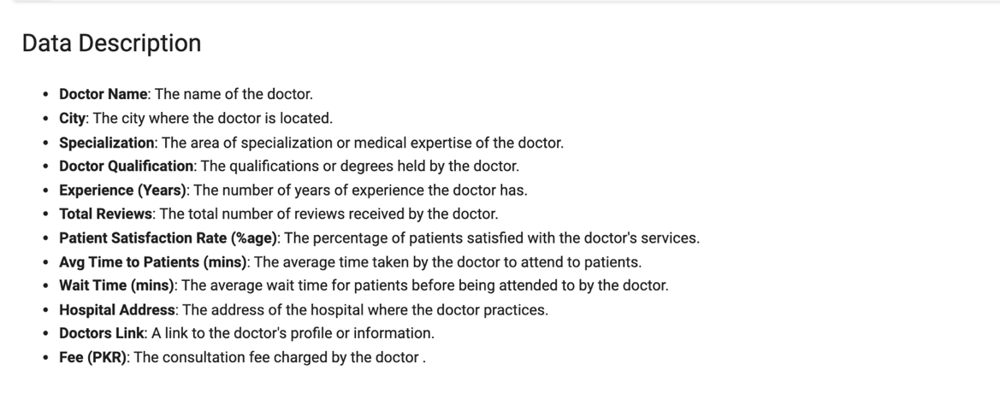 Data Description
• Doctor Name: The name of the doctor.
• City: The city where the doctor is located.
• Specialization: The area of specialization or medical expertise of the doctor.
• Doctor Qualification: The qualifications or degrees held by the doctor.
• Experience (Years): The number of years of experience the doctor has.
• Total Reviews: The total number of reviews received by the doctor.
• Patient Satisfaction Rate (%age): The percentage of patients satisfied with the doctor's services.
• Avg Time to Patients (mins): The average time taken by the doctor to attend to patients.
• Wait Time (mins): The average wait time for patients before being attended to by the doctor.
• Hospital Address: The address of the hospital where the doctor practices.
• Doctors Link: A link to the doctor's profile or information.
• Fee (PKR): The consultation fee charged by the doctor .